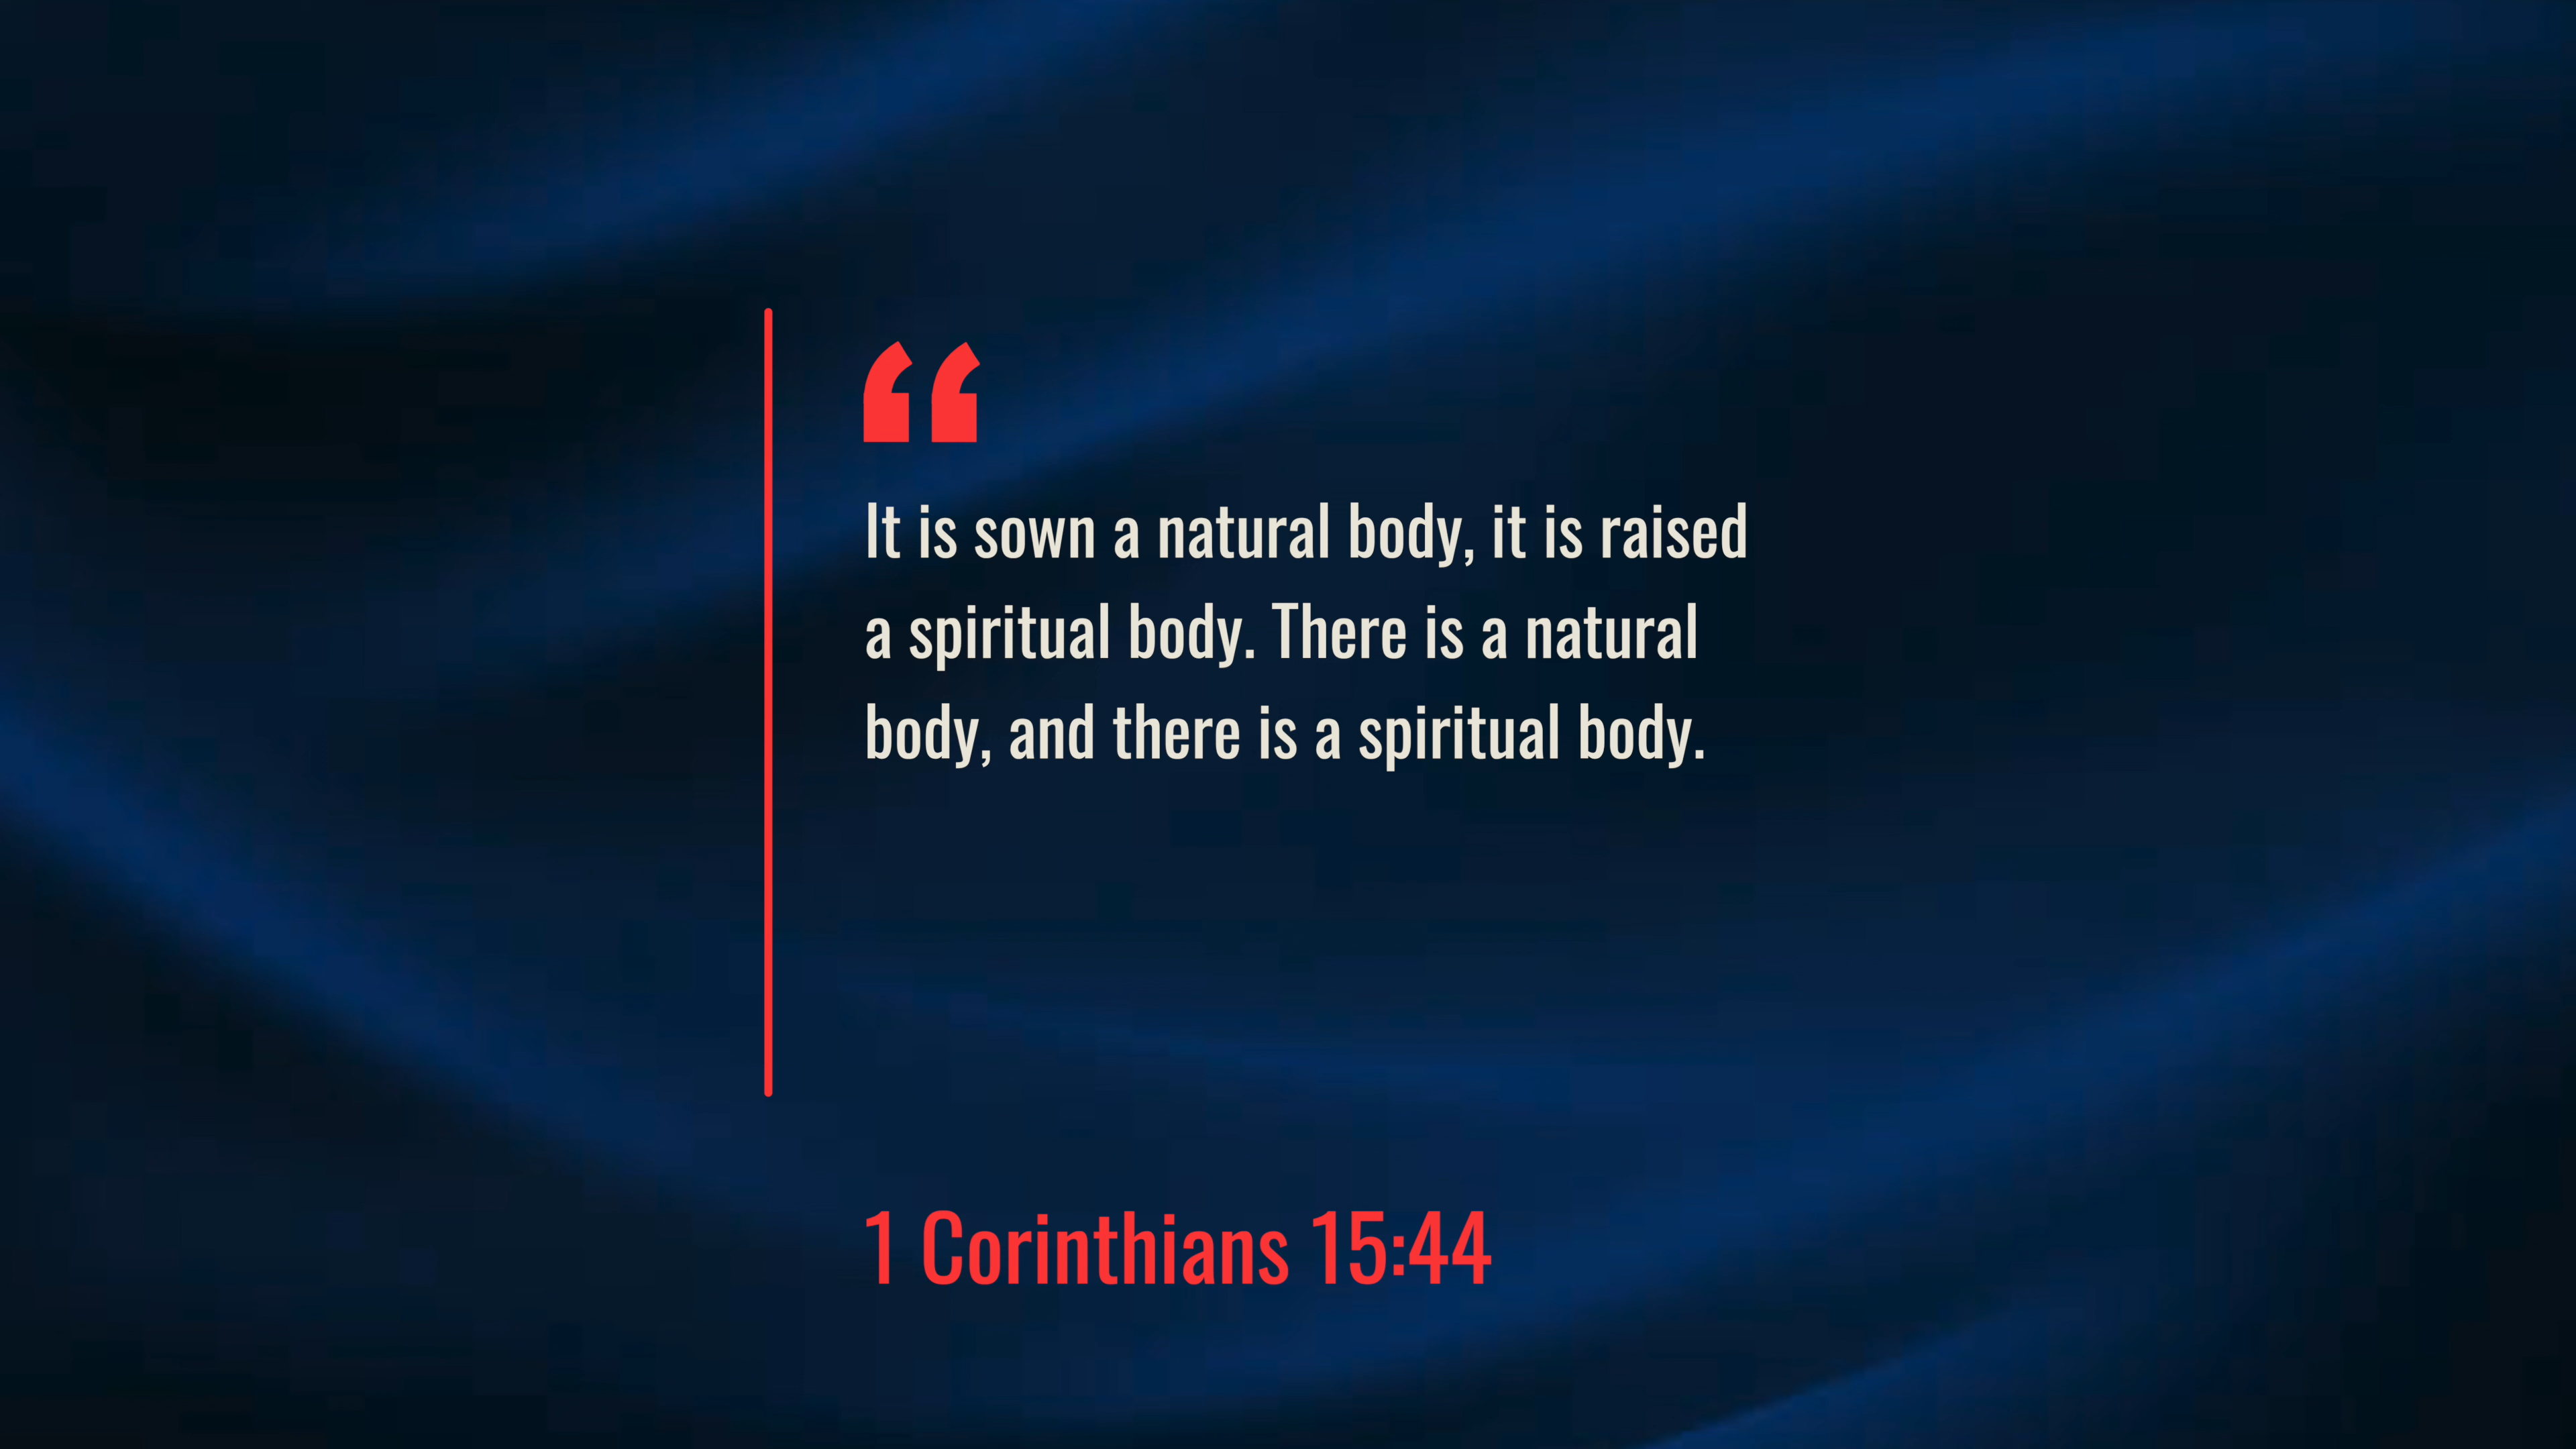 “
It is sown a natural body, it is raised
a spiritual body. There is a natural
body, and there is a spiritual body.
1 Corinthians 15:44